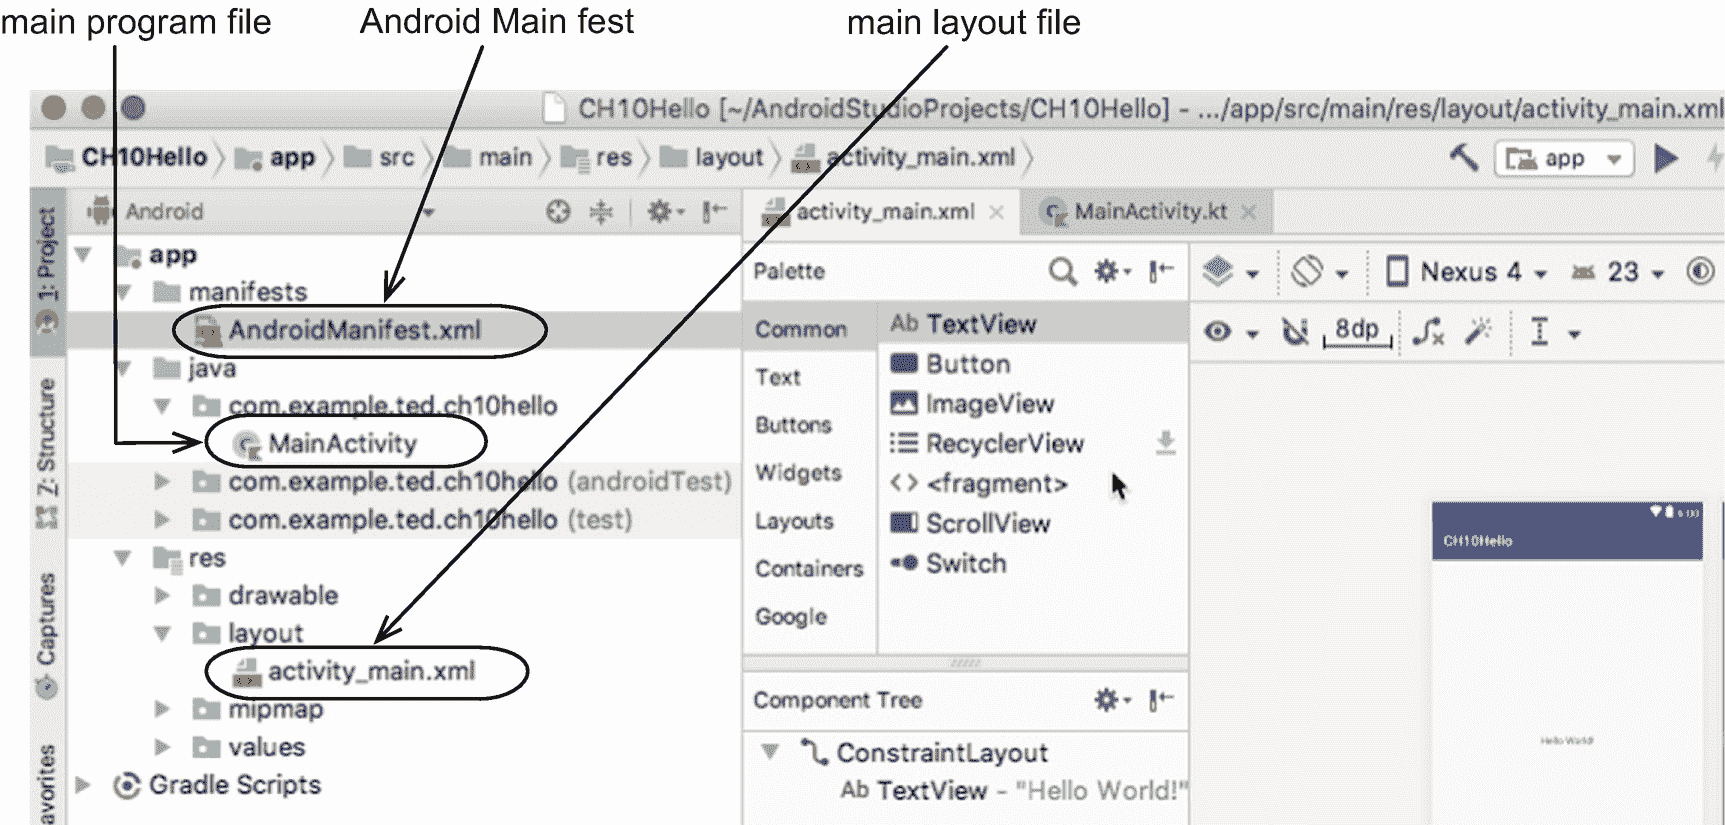 main program file
Android Main fest
main layout file
CH10Hello [~/AndroidStudioProjects/CH10Hello] - .../app/src/main/res/layout/activity_main.xml
CH10Hello app src main res layout activity_main.xml
app
1: Project
7: Structure
Captures
avorites
Android
app
manifests
AndroidManifest.xml
java
com.example.ted.ch10hello
MainActivity
com.example.ted.ch10hello (androidTest)
com.example.ted.ch10hello (test)
res
drawable
layout
activity_main.xml
mipmap
values
Gradle Scripts
activity_main.xml
MainActivity.kt
Palette
Common
Text
Buttons
Widgets
Layouts
Containers
Google
Ab TextView
Button
ImageView
RecyclerView
<fragment>
ScrollView
Switch
Component Tree
ConstraintLayout
Ab TextView - "Hello World!"
Nexus 4
23
8dp
CH10Hello
Hello World!